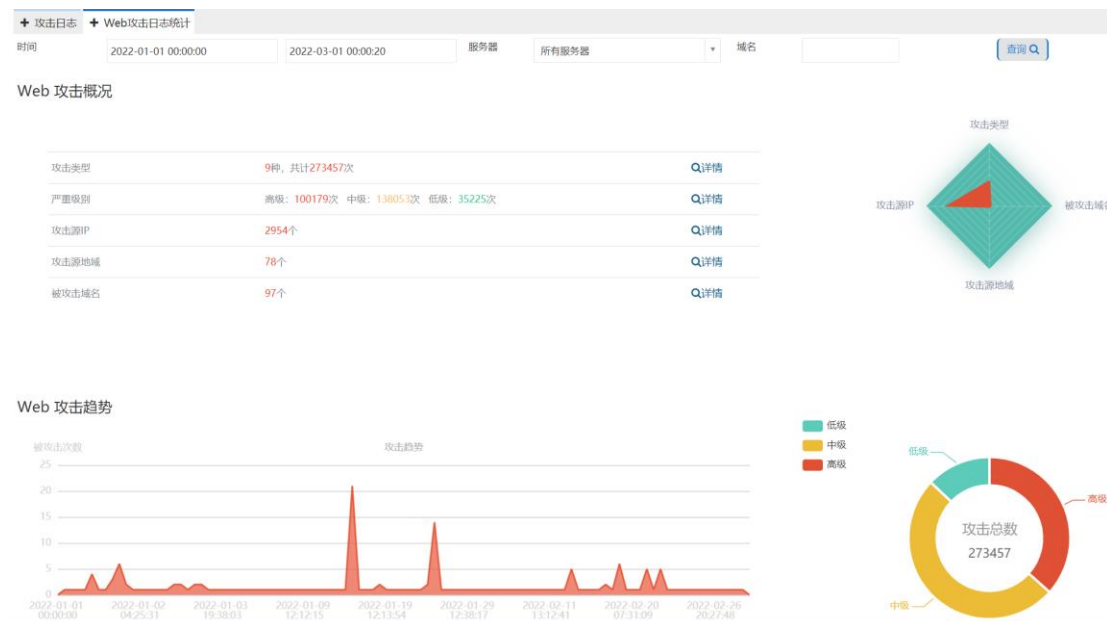 攻击日志 Web攻击日志统计
时间 2022-01-01 00:00:00 2022-03-01 00:00:20 服务器 所有服务器 域名 查询
Web 攻击概况
攻击类型 9种，共计273457次 详情
严重级别 高级：100179次 中级：138053次 低级：35225次 详情
攻击源IP 2954个 详情
攻击源地域 78个 详情
被攻击域名 97个 详情
攻击类型
攻击源IP 被攻击域名
攻击源地域
Web 攻击趋势
被攻击次数 攻击趋势
25
20
15
10
5
0
2022-01-01 00:00:00
2022-01-02 04:25:31
2022-01-03 19:38:03
2022-01-09 12:12:15
2022-01-19 12:13:54
2022-01-29 12:38:17
2022-02-11 13:12:41
2022-02-20 07:31:09
2022-02-26 20:27:48
低级
中级
高级
低级
高级
中级
攻击总数
273457